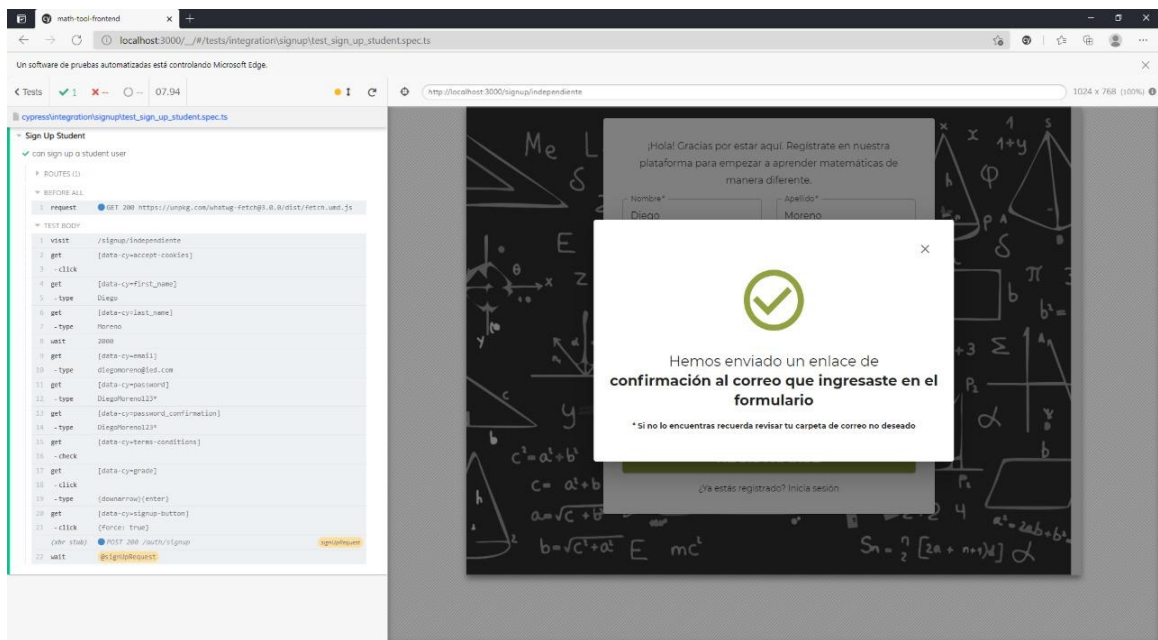 math-tool-frontend
localhost:3000/__/#/tests/integration\signup\test_sign_up_student.spec.ts
Un software de pruebas automatizadas está controlando Microsoft Edge.
< Tests 1 -- -- 07.94
http://localhost:3000/signup/independiente
1024 x 768 (100%)
cypress\integration\signup\test_sign_up_student.spec.ts
Sign Up Student
can sign up a student user
ROUTES (1)
BEFORE ALL
1 request GET 200 https://unpkg.com/whatwg-fetch@3.0.0/dist/fetch.umd.js
TEST BODY
1 visit /signup/independiente
2 get [data-cy=accept-cookies]
3 - click
4 get [data-cy=first_name]
5 - type Diego
6 get [data-cy=last_name]
7 - type Moreno
8 wait 2000
9 get [data-cy=email]
10 - type diegomoreno@ied.com
11 get [data-cy=password]
12 - type DiegoMoreno123*
13 get [data-cy=password_confirmation]
14 - type DiegoMoreno123*
15 get [data-cy=terms-conditions]
16 - check
17 get [data-cy=grade]
18 - click
19 - type {downarrow}{enter}
20 get [data-cy=signup-button]
21 - click {force: true}
(xhr stub) POST 200 /auth/signup signUpRequest
22 wait @signUpRequest
¡Hola! Gracias por estar aquí. Regístrate en nuestra
plataforma para empezar a aprender matemáticas de
manera diferente.
Nombre* Apellido*
Diego Moreno
Hemos enviado un enlace de
confirmación al correo que ingresaste en el
formulario
* Si no lo encuentras recuerda revisar tu carpeta de correo no deseado
¿Ya estás registrado? Inicia sesión
c²=a²+b²
b=√c²+a² E mc²